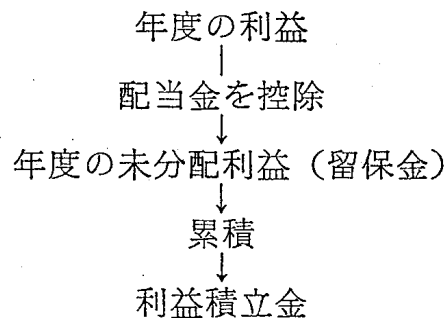 年度の利益
配当金を控除
年度の未分配利益（留保金）
累積
利益積立金